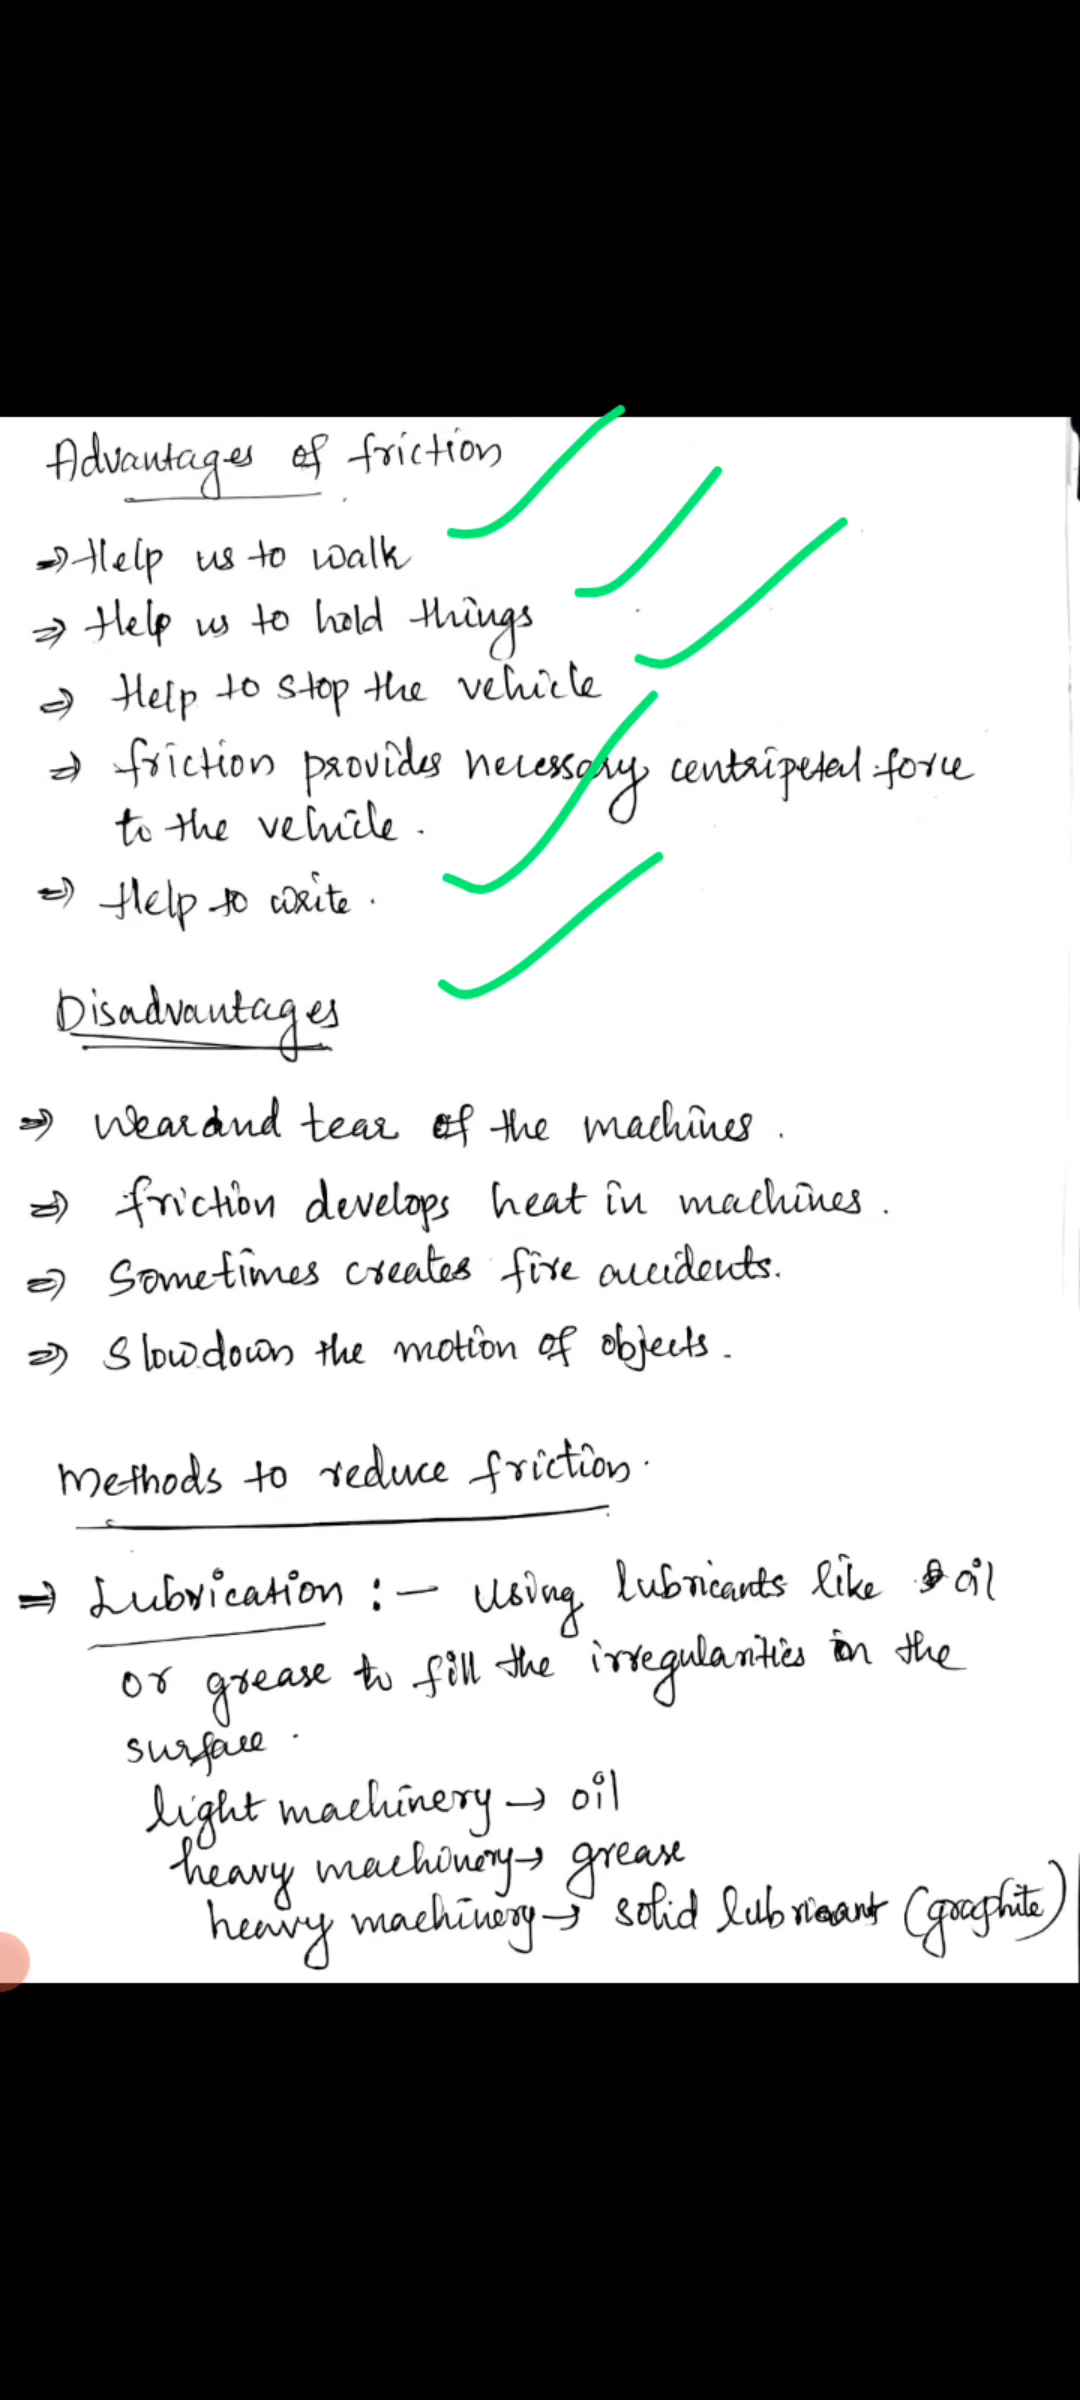 Advantages of friction
⇒ Help us to walk
⇒ Help us to hold things
⇒ Help to stop the vehicle
⇒ friction provides necessary centripetal force
to the vehicle.
⇒ Help to write.
Disadvantages
⇒ Wear and tear of the machines.
⇒ friction develops heat in machines.
⇒ Sometimes creates fire accidents.
⇒ Slowdown the motion of objects.
Methods to reduce friction.
⇒ Lubrication :- Using lubricants like oil
or grease to fill the irregularities in the
surface.
light machinery → oil
heavy machinery → grease
heavy machinery → solid lubricant (graphite)